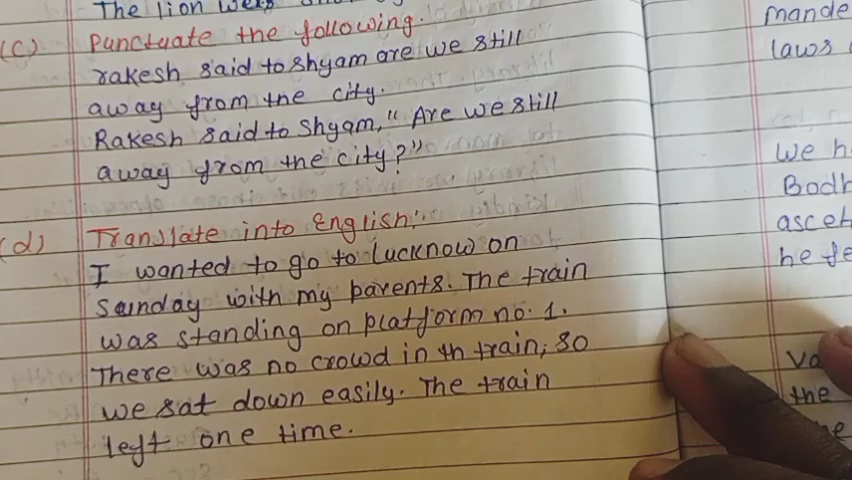 The lion were
(c) Punctuate the following.
rakesh said to shyam are we still
away from the city.
Rakesh said to Shyam, "Are we still
away from the city?"
(d) Translate into English:
I wanted to go to Lucknow on
Sunday with my parents. The train
was standing on platform no. 1.
There was no crowd in th train, so
we sat down easily. The train
left one time.
mande
laws
we h
Bodh
ascet
he fe
the